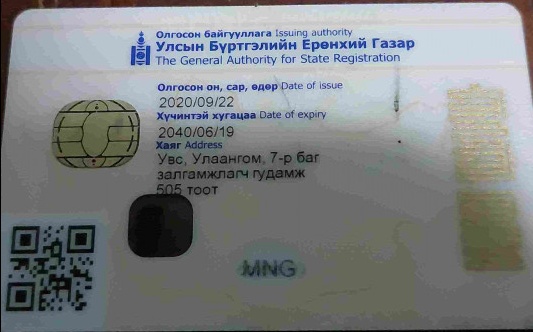 Олгосон байгууллага Issuing authority
Улсын Бүртгэлийн Ерөнхий Газар
The General Authority for State Registration
Олгосон он, сар, өдөр Date of issue
2020/09/22
Хүчинтэй хугацаа Date of expiry
2040/06/19
Хаяг Address
Увс, Улаангом, 7-р баг
залгамжлагч гудамж
505 тоот
MNG